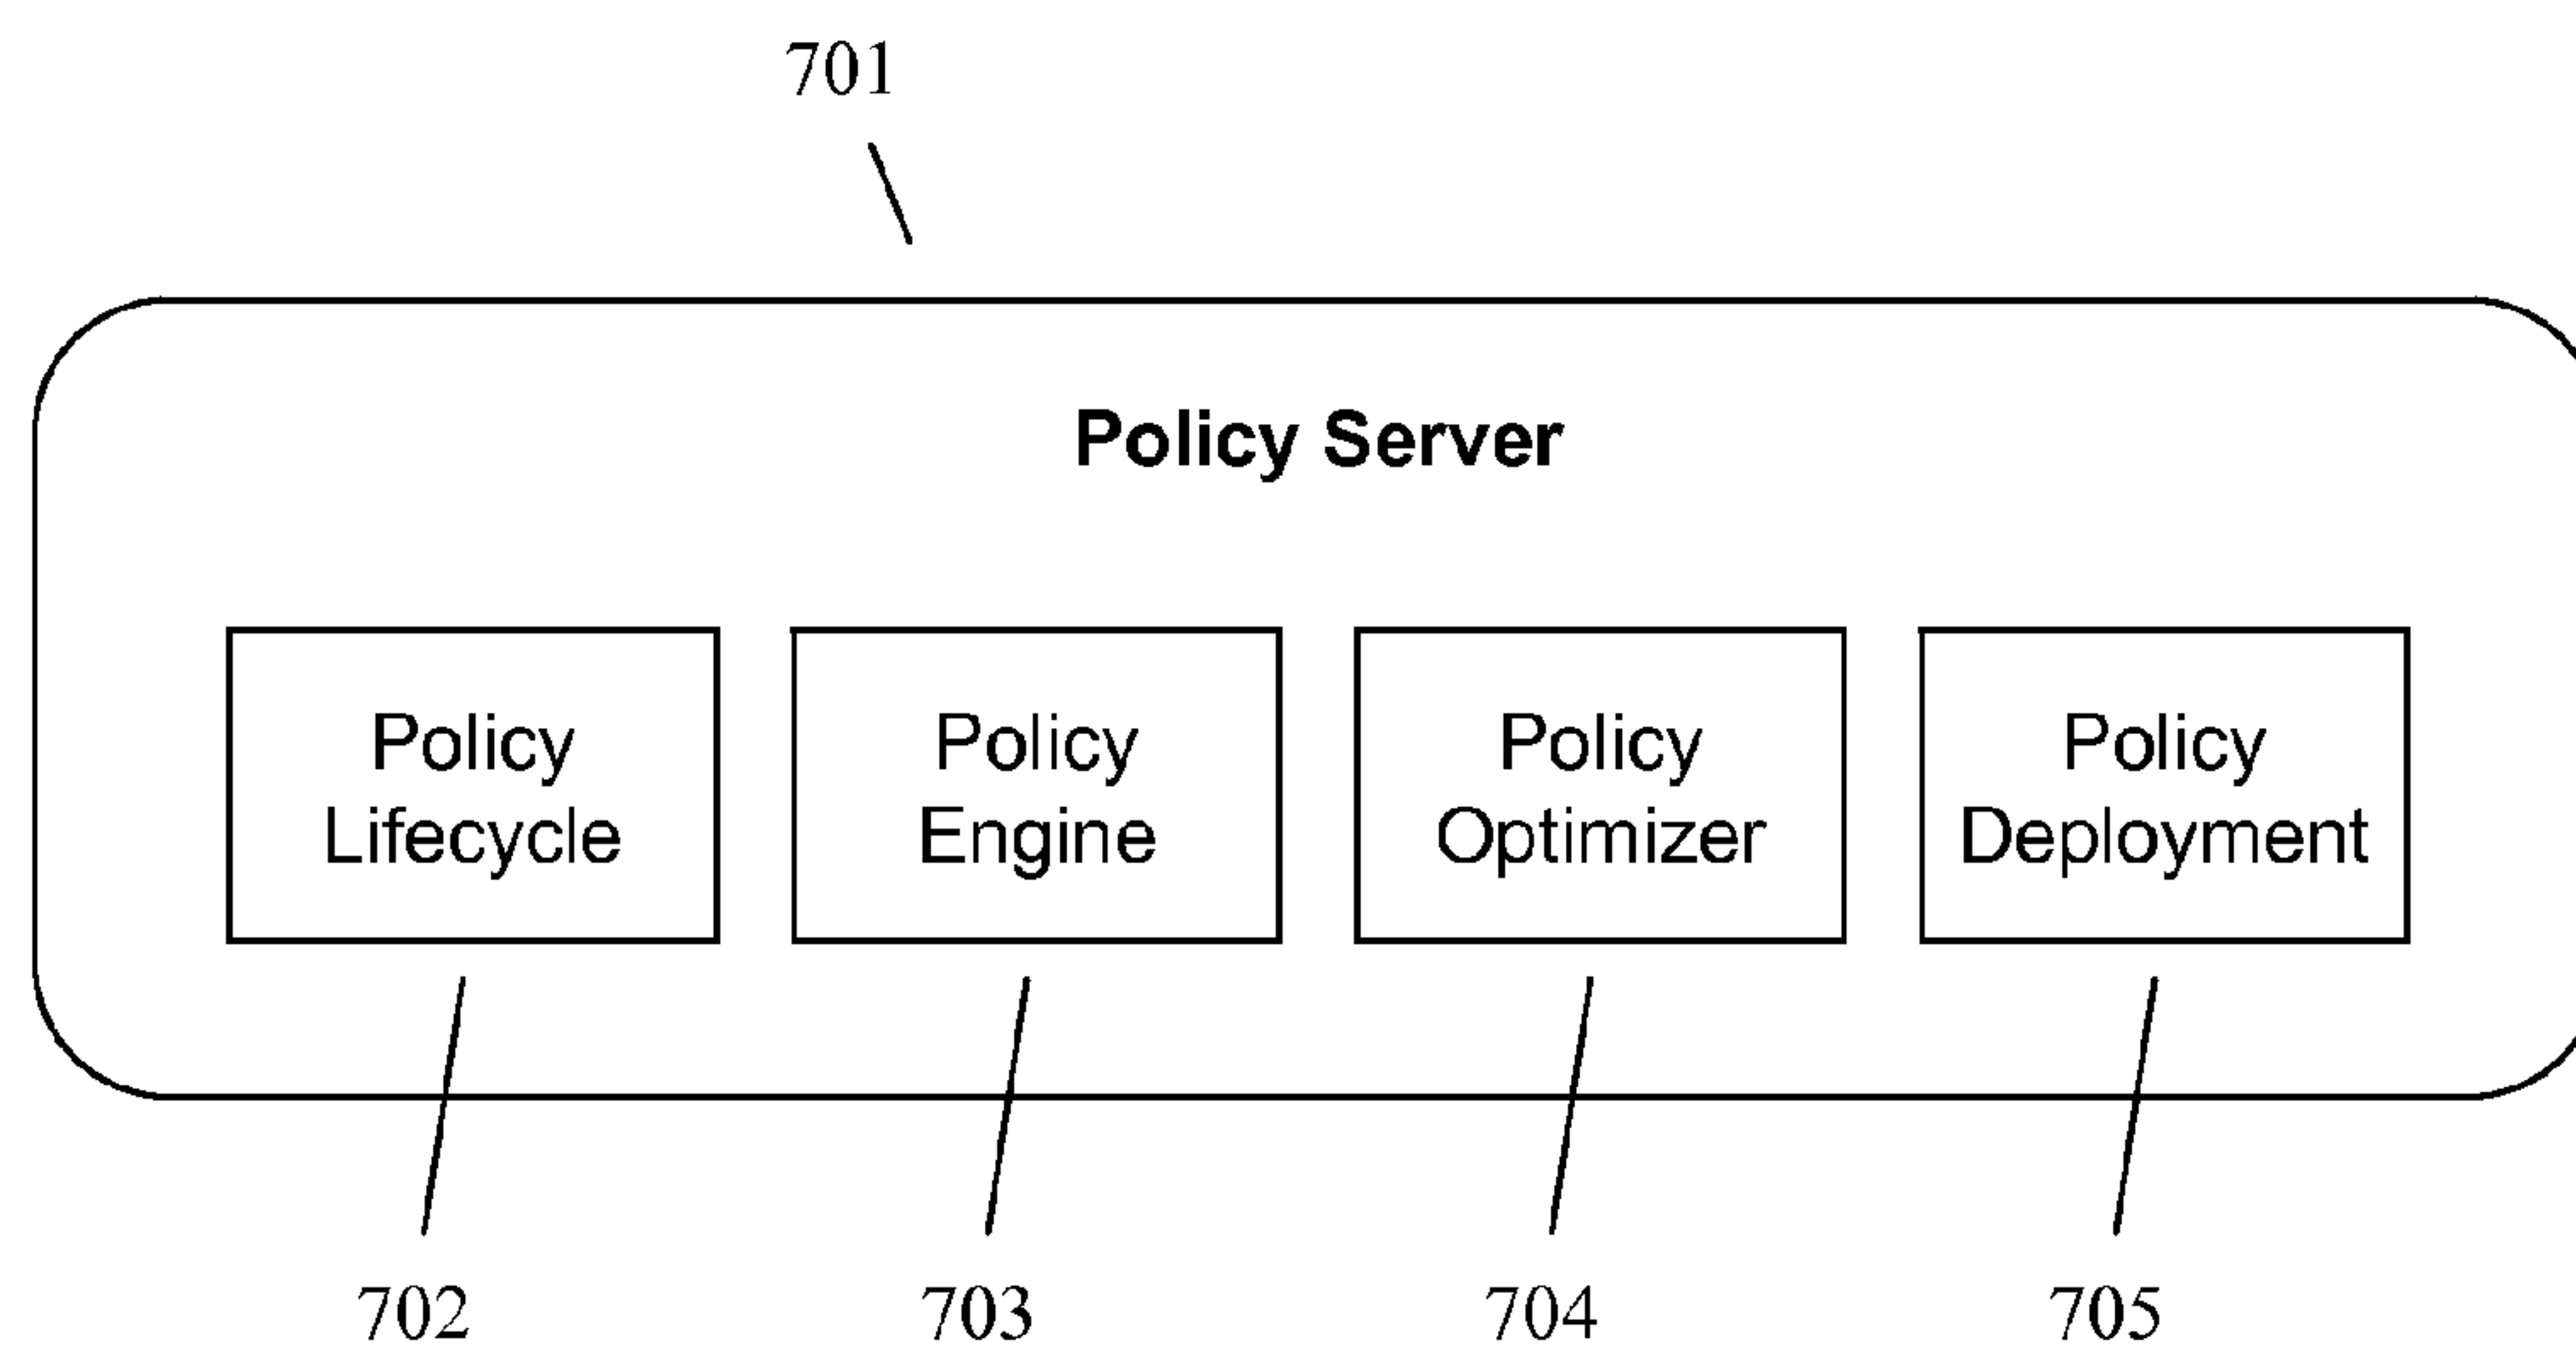 701
Policy Server
Policy
Lifecycle
Policy
Engine
Policy
Optimizer
Policy
Deployment
702
703
704
705